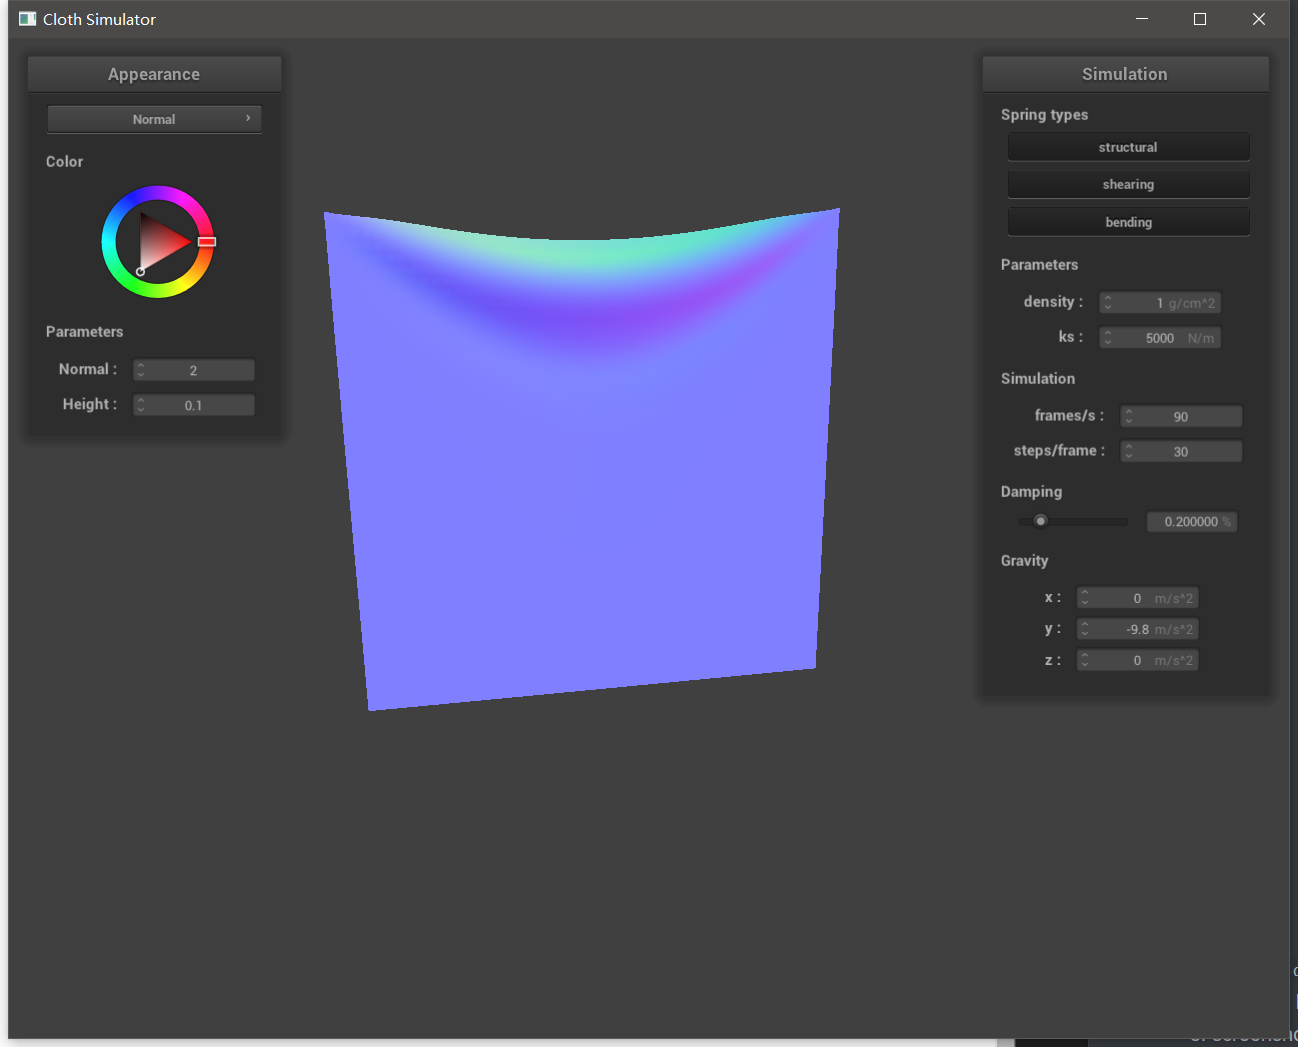 Cloth Simulator
Appearance
Normal
Color
Parameters
Normal : 2
Height : 0.1
Simulation
Spring types
structural
shearing
bending
Parameters
density : 1 g/cm^2
ks : 5000 N/m
Simulation
frames/s : 90
steps/frame : 30
Damping
0.200000 %
Gravity
x : 0 m/s^2
y : -9.8 m/s^2
z : 0 m/s^2